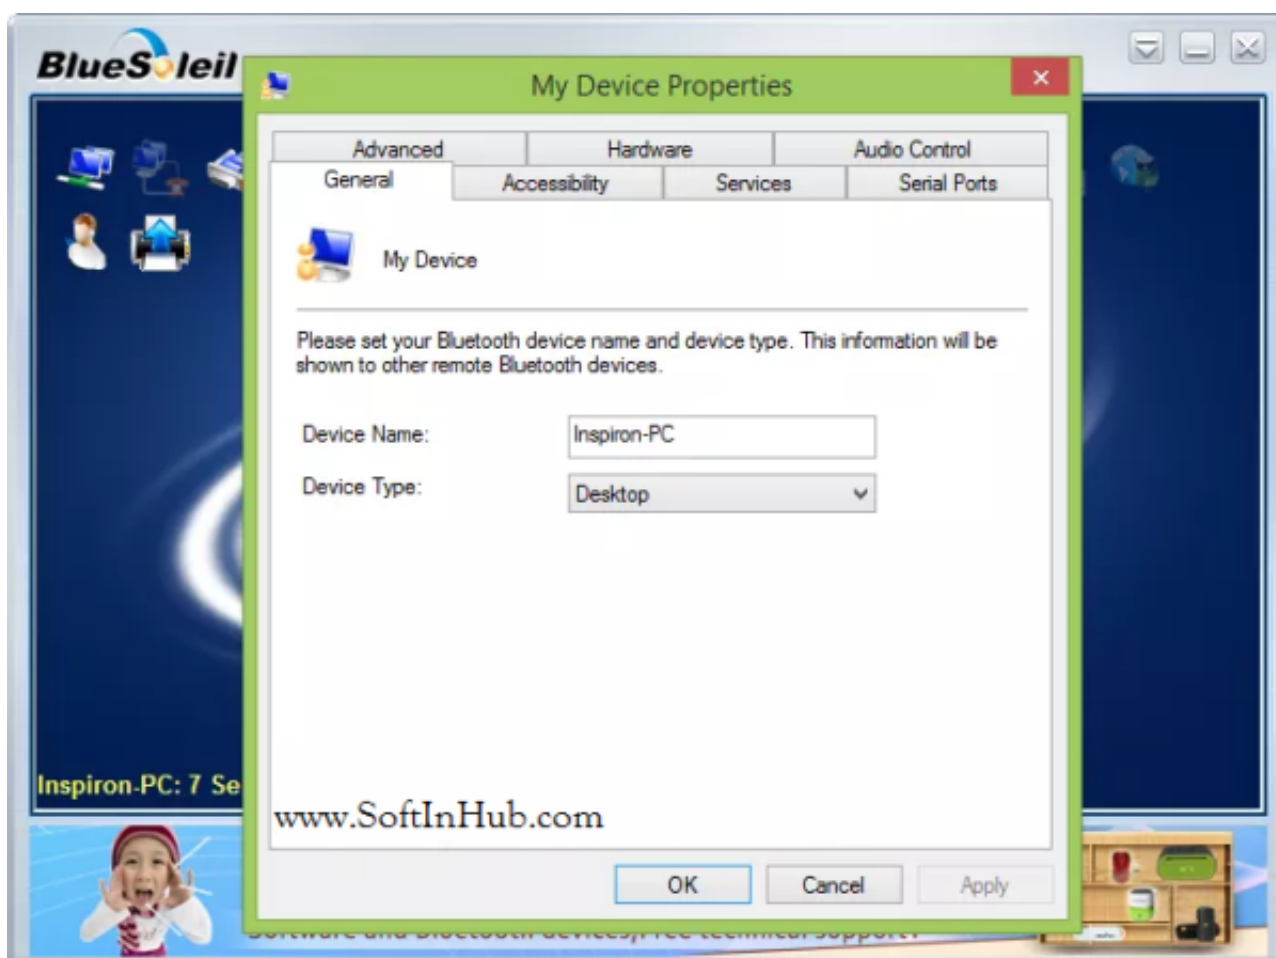 BlueSoleil
My Device Properties
Advanced Hardware Audio Control
General Accessibility Services Serial Ports
My Device
Please set your Bluetooth device name and device type. This information will be
shown to other remote Bluetooth devices.
Device Name: Inspiron-PC
Device Type: Desktop
Inspiron-PC: 7 Se
www.SoftInHub.com
OK Cancel Apply